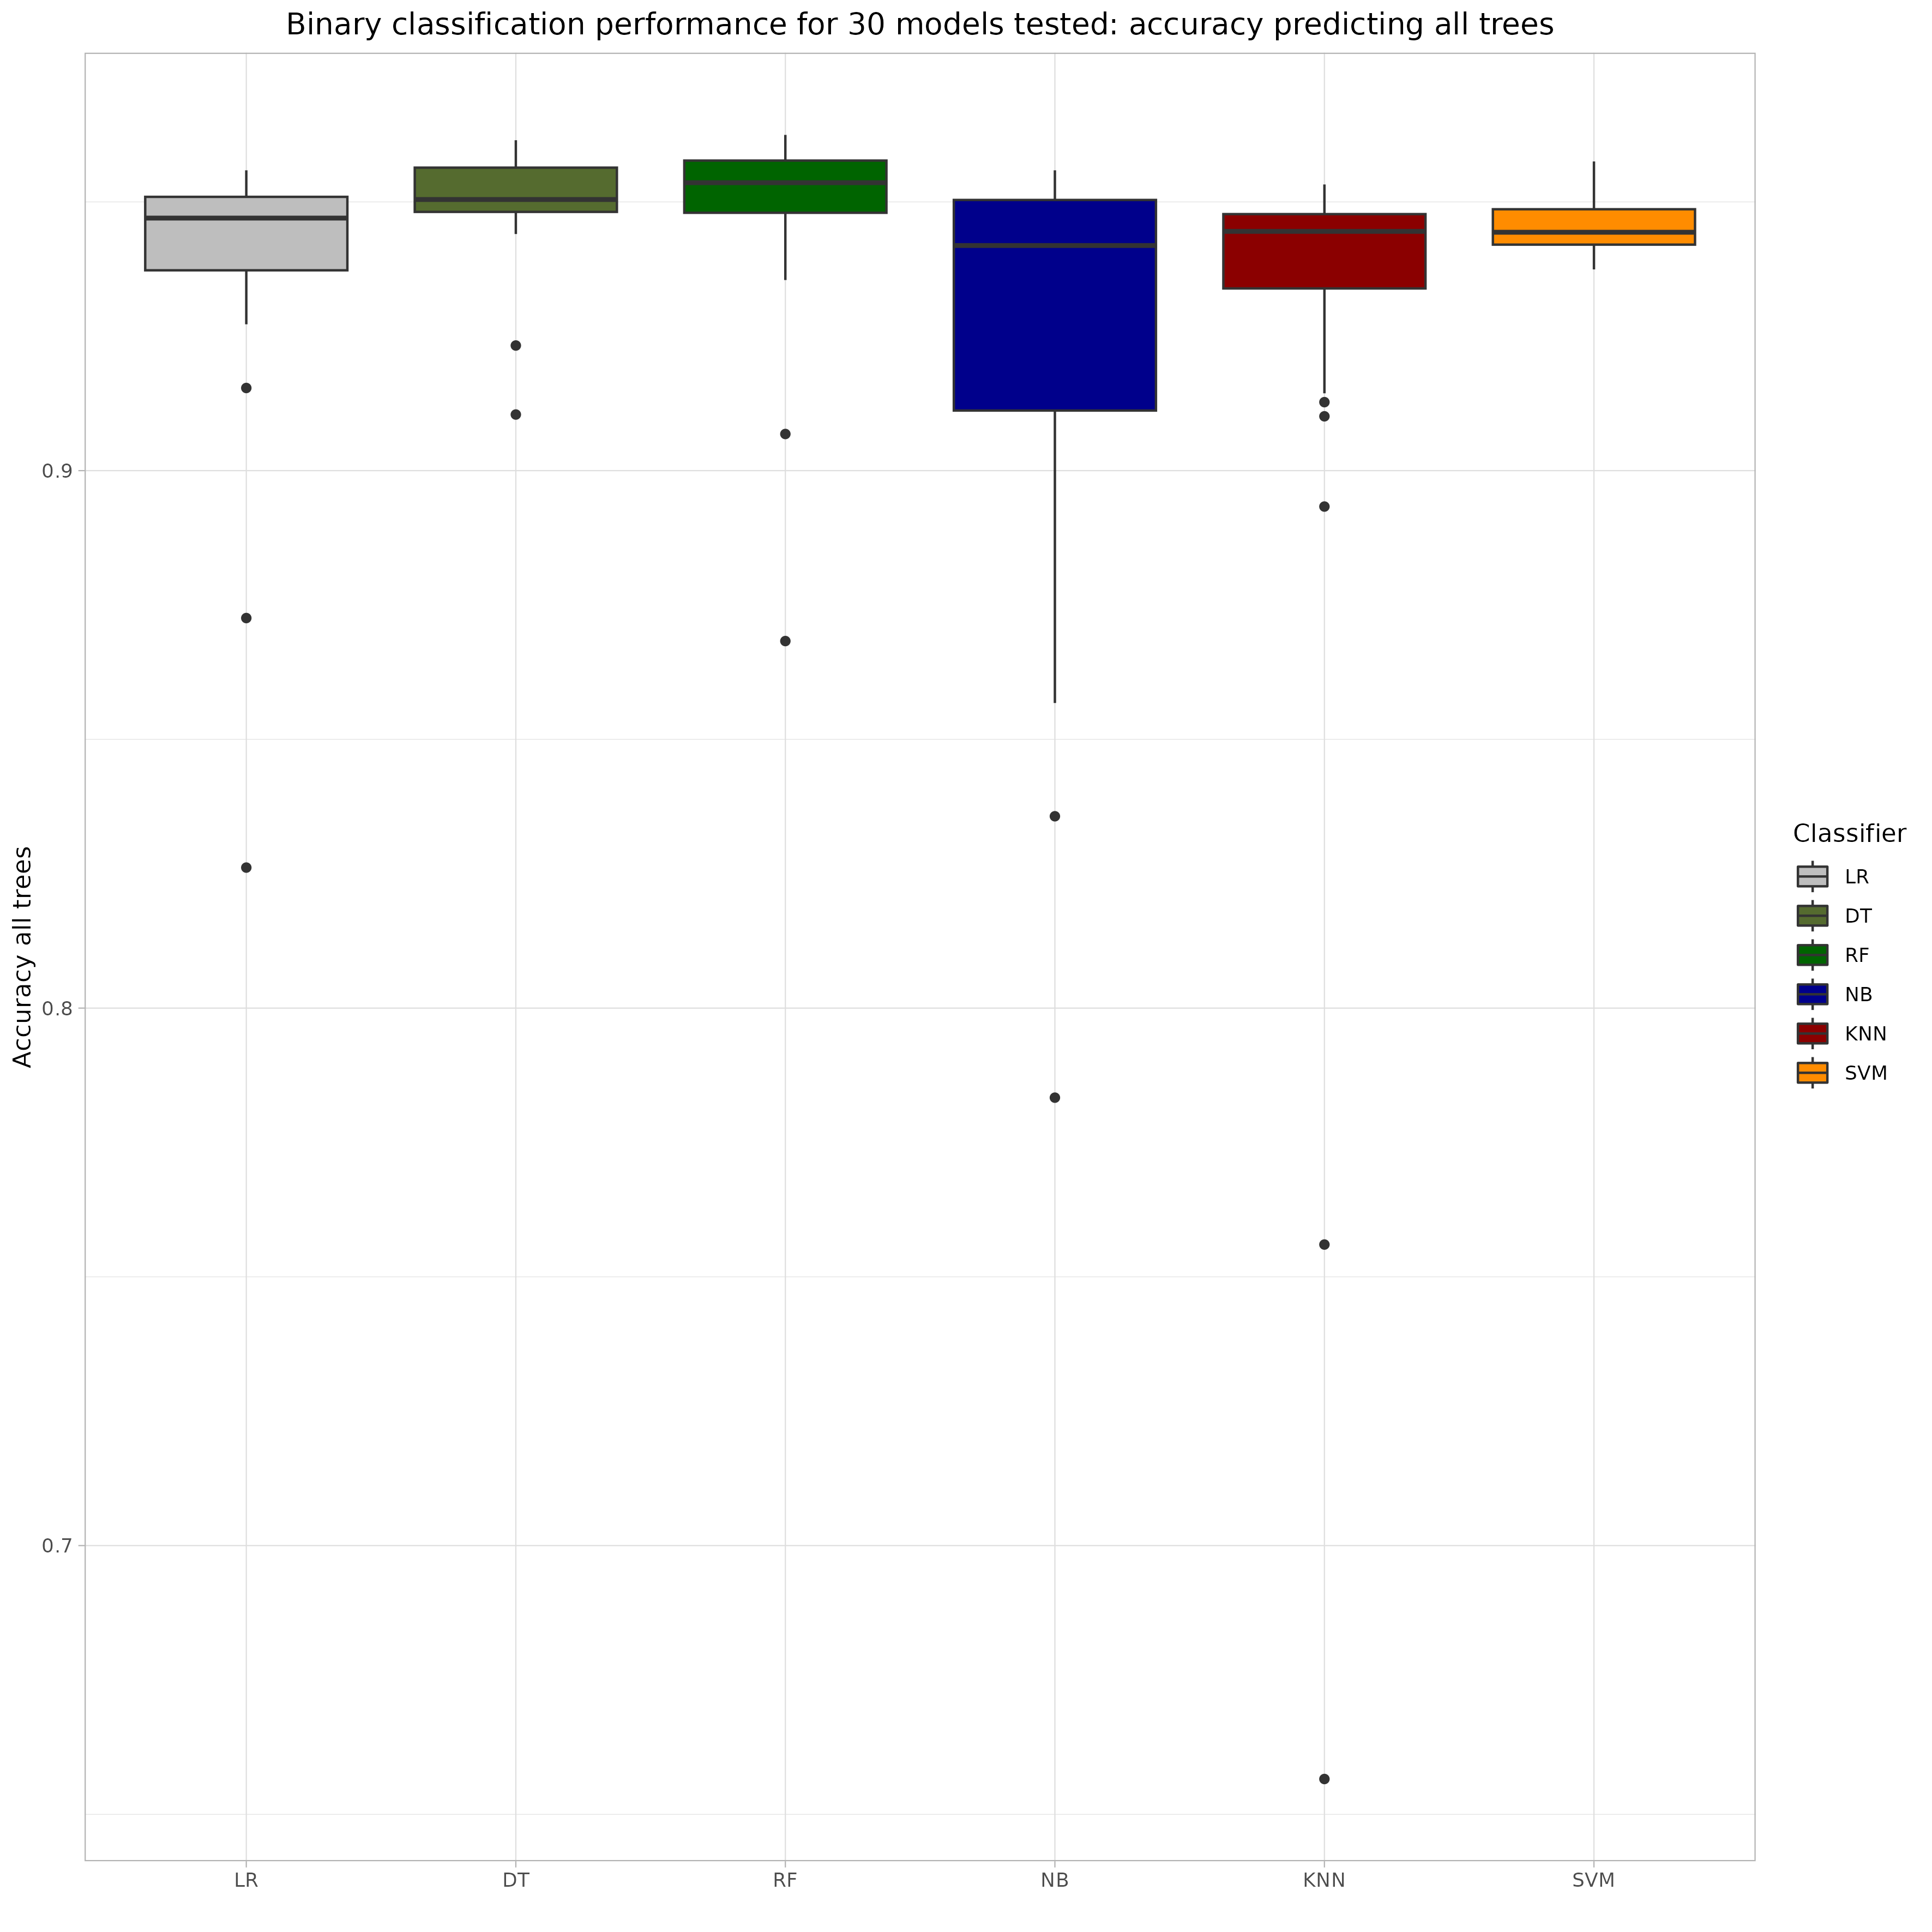 Binary classification performance for 30 models tested: accuracy predicting all trees
Accuracy all trees
0.9
0.8
0.7
LR
DT
RF
NB
KNN
SVM
Classifier
LR
DT
RF
NB
KNN
SVM